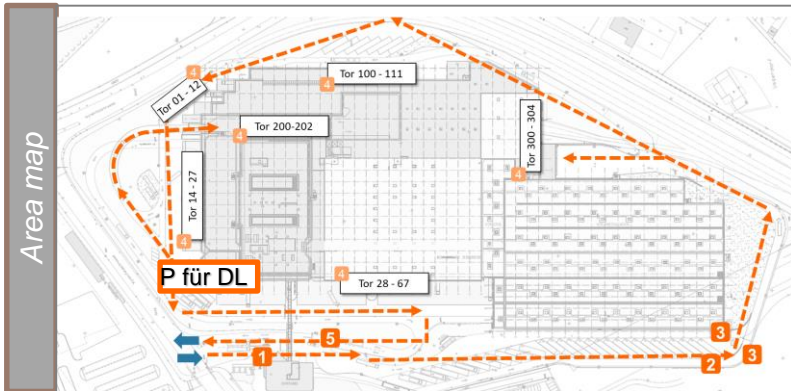 Area map
4
Tor 100 - 111
4
Tor 01 - 12
4
Tor 200-202
4
Tor 300 - 304
4
Tor 14 - 27
4
P für DL
4
Tor 28 - 67
5
3
1
2
3